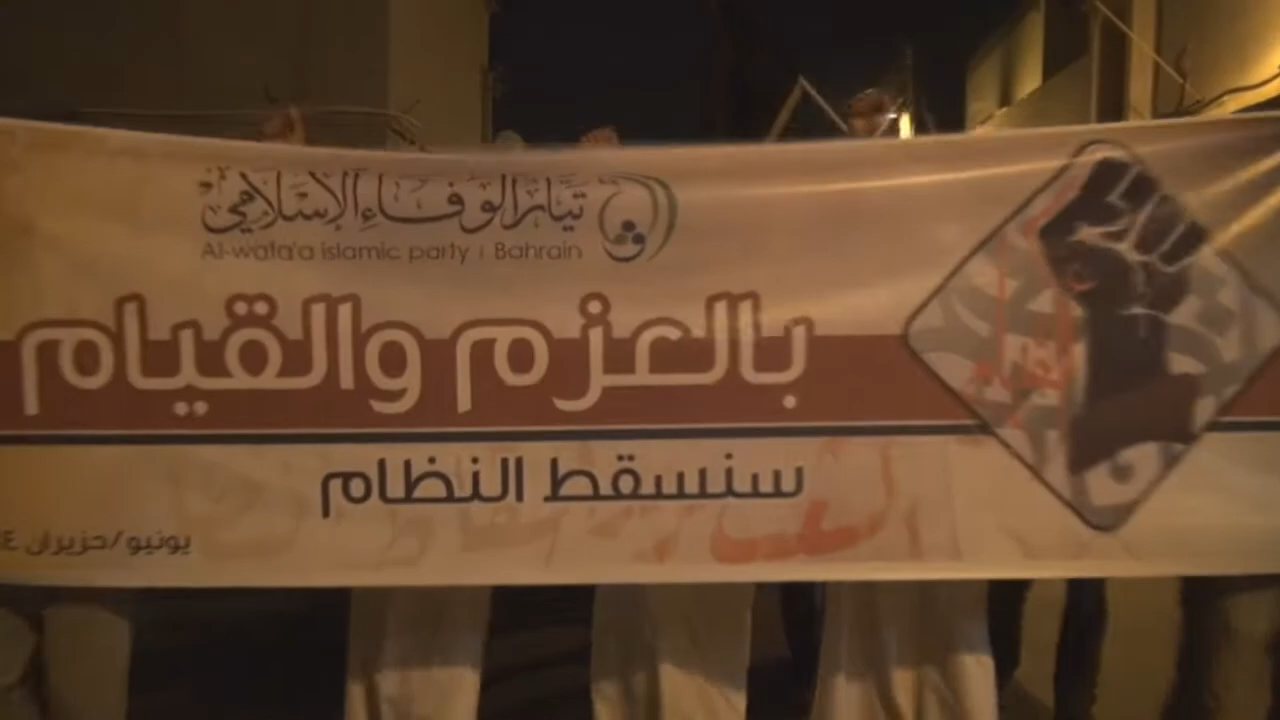 تيار الوفاء الإسلامي
Al-wafa'a islamic party | Bahrain
بالعزم والقيام
سنسقط النظام
يونيو/حزيران